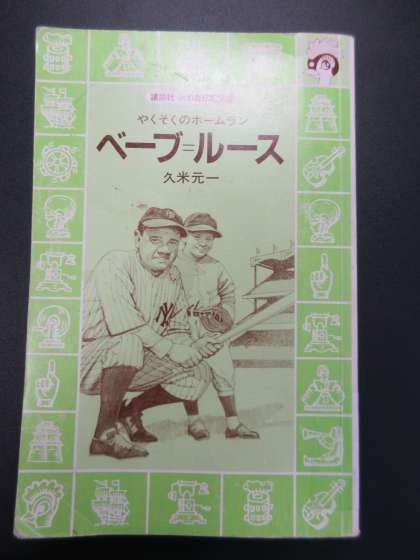 講談社 火の鳥伝記文庫
やくそくのホームラン
ベーブ=ルース
久米元一
NY